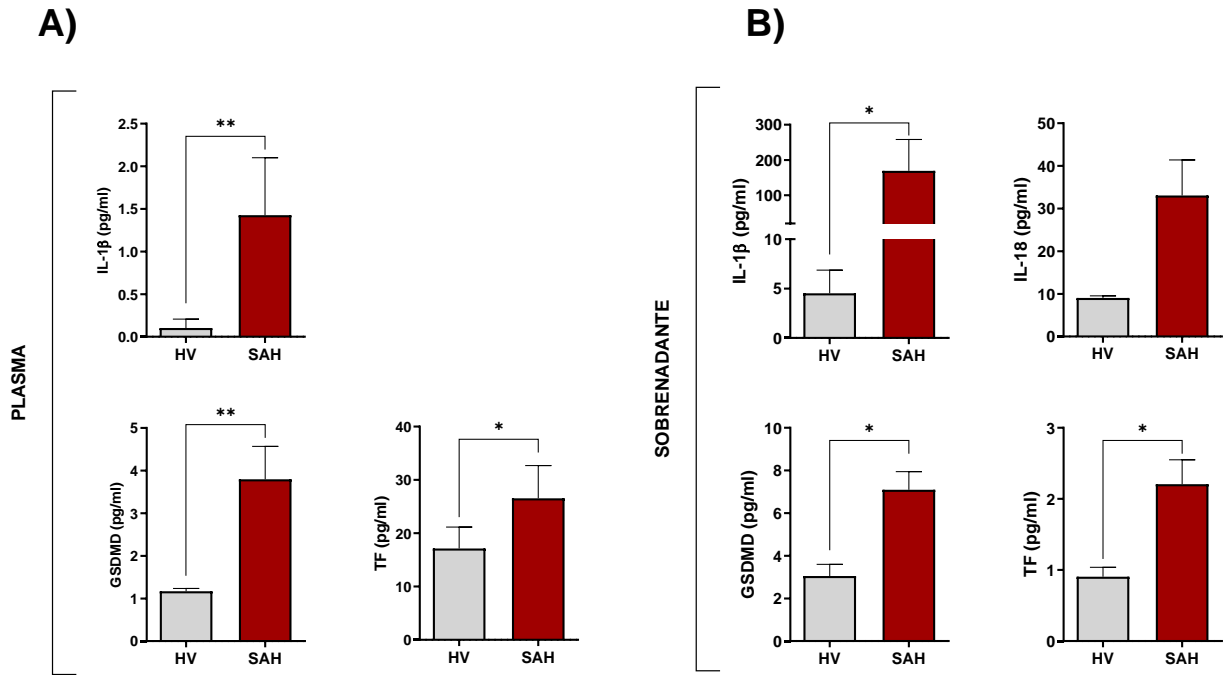 A)
B)
PLASMA
IL-1β (pg/ml)
2.5
2.0
1.5
1.0
0.5
0.0
**
HV SAH
GSDMD (pg/ml)
5
4
3
2
1
0
**
HV SAH
TF (pg/ml)
40
30
20
10
0
*
HV SAH
SOBRENADANTE
IL-1β (pg/ml)
300
200
100
10
5
0
*
HV SAH
IL-18 (pg/ml)
50
40
30
20
10
0
HV SAH
GSDMD (pg/ml)
10
8
6
4
2
0
*
HV SAH
TF (pg/ml)
3
2
1
0
*
HV SAH